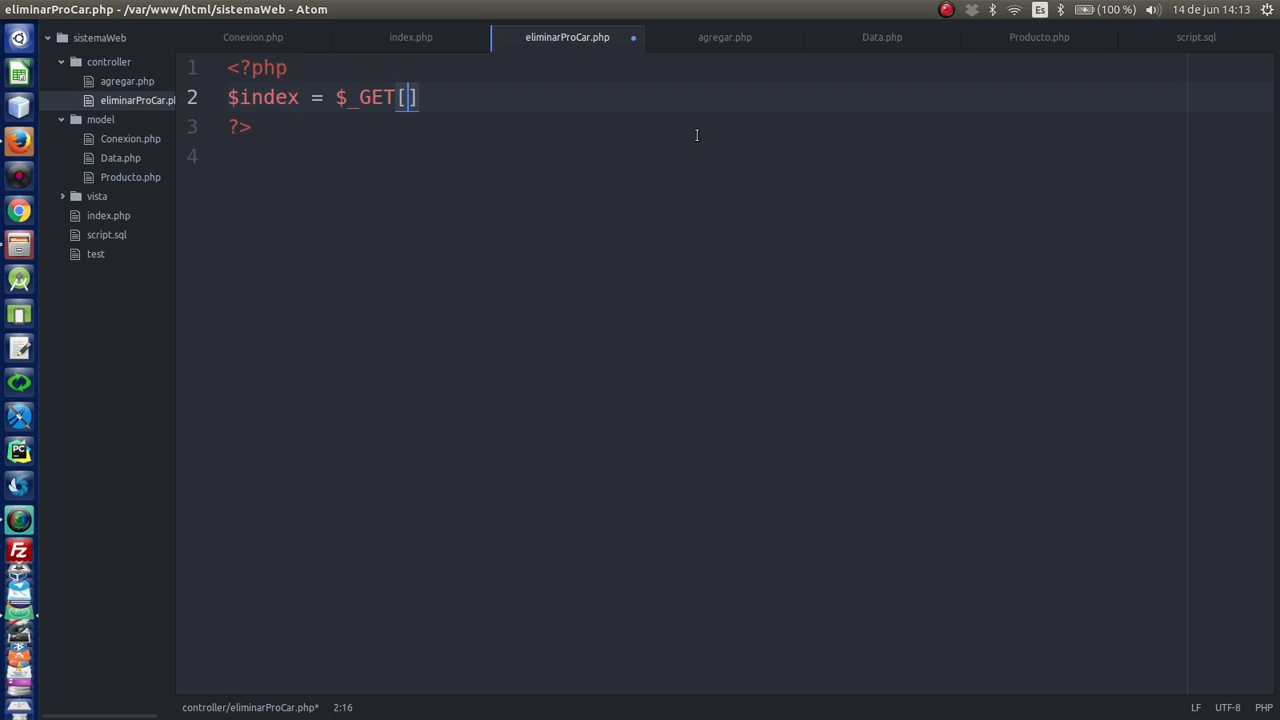 eliminarProCar.php - /var/www/html/sistemaWeb - Atom
Es
(100 %)
14 de jun 14:13
sistemaWeb
controller
agregar.php
eliminarProCar.pl
model
Conexion.php
Data.php
Producto.php
vista
index.php
script.sql
test
Conexion.php
index.php
eliminarProCar.php
agregar.php
Data.php
Producto.php
script.sql
1 <?php
2 $index = $_GET[]
3 ?>
4
PC
FZ
controller/eliminarProCar.php* 2:16
LF UTF-8 PHP